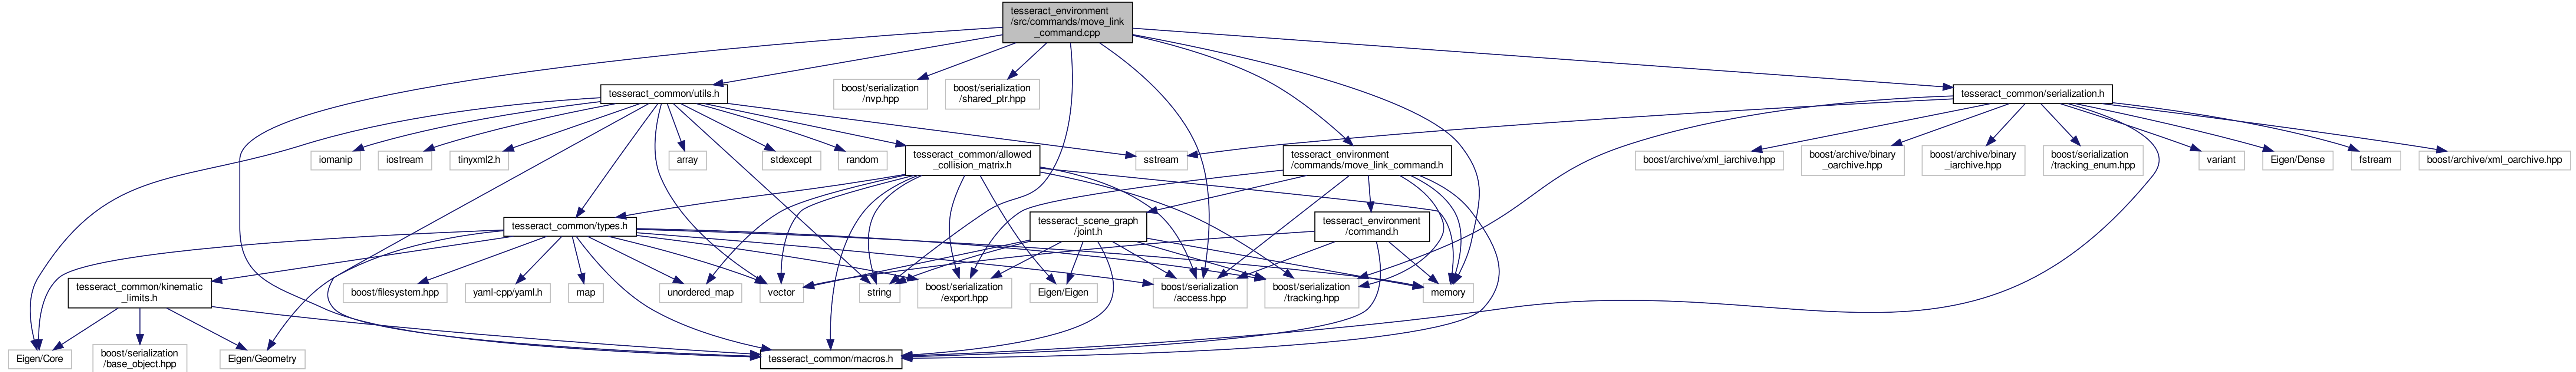 tesseract_environment
/src/commands/move_link
_command.cpp
tesseract_common/utils.h
boost/serialization
/nvp.hpp
boost/serialization
/shared_ptr.hpp
tesseract_common/serialization.h
iomanip
iostream
tinyxml2.h
array
stdexcept
random
tesseract_common/allowed
_collision_matrix.h
sstream
tesseract_environment
/commands/move_link_command.h
boost/archive/xml_iarchive.hpp
boost/archive/binary
_oarchive.hpp
boost/archive/binary
_iarchive.hpp
boost/serialization
/tracking_enum.hpp
variant
Eigen/Dense
fstream
boost/archive/xml_oarchive.hpp
tesseract_common/types.h
tesseract_scene_graph
/joint.h
tesseract_environment
/command.h
tesseract_common/kinematic
_limits.h
boost/filesystem.hpp
yaml-cpp/yaml.h
map
unordered_map
vector
string
boost/serialization
/export.hpp
Eigen/Eigen
boost/serialization
/access.hpp
boost/serialization
/tracking.hpp
memory
Eigen/Core
boost/serialization
/base_object.hpp
Eigen/Geometry
tesseract_common/macros.h